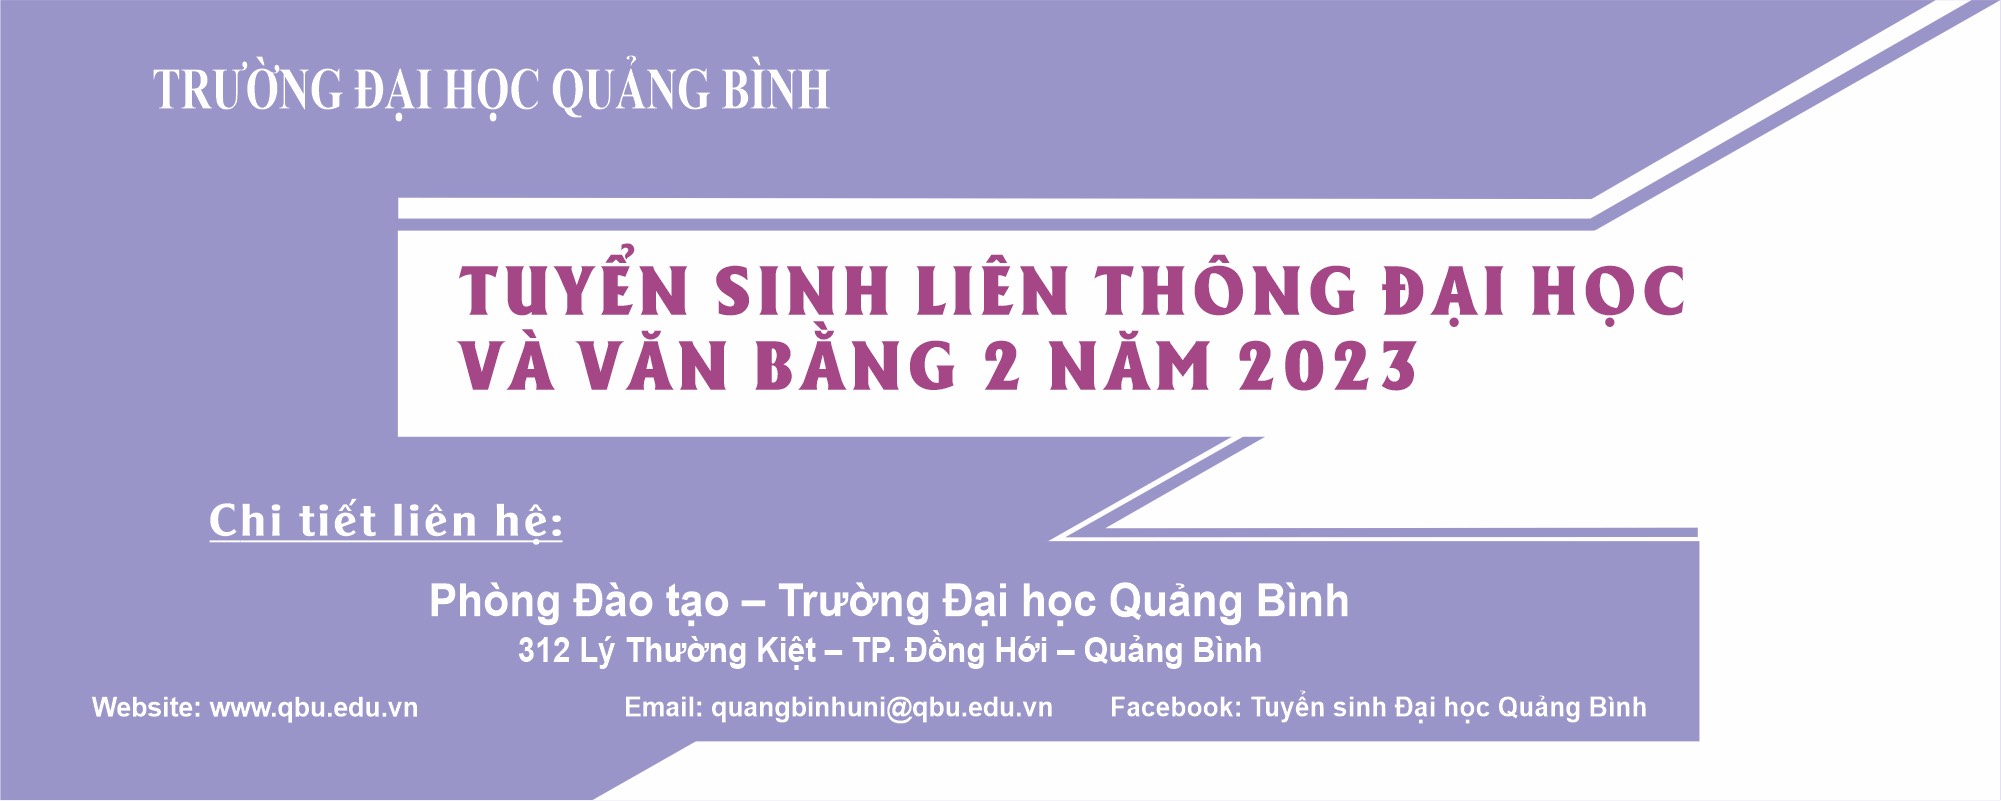 TRƯỜNG ĐẠI HỌC QUẢNG BÌNH
TUYỂN SINH LIÊN THÔNG ĐẠI HỌC
VÀ VĂN BẰNG 2 NĂM 2023
Chi tiết liên hệ:
Phòng Đào tạo – Trường Đại học Quảng Bình
312 Lý Thường Kiệt – TP. Đồng Hới – Quảng Bình
Website: www.qbu.edu.vn Email: quangbinhuni@qbu.edu.vn Facebook: Tuyển sinh Đại học Quảng Bình